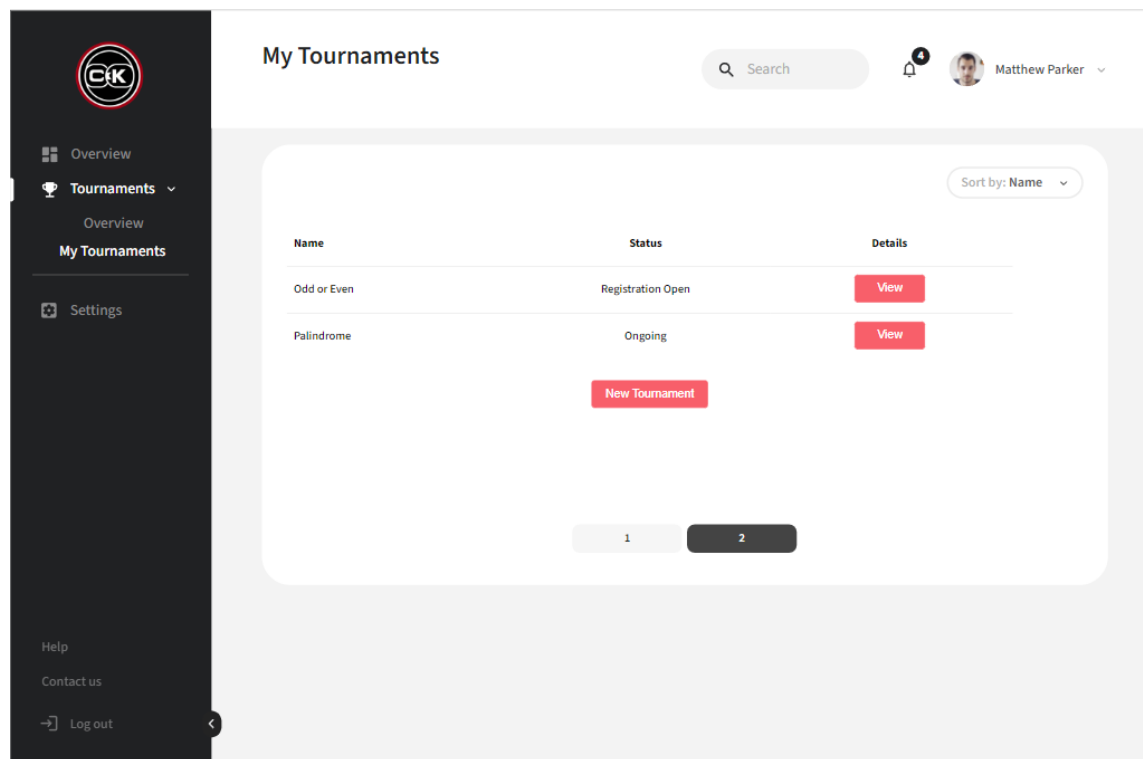 C&K
Overview
Tournaments
Overview
My Tournaments
Settings
Help
Contact us
Log out
My Tournaments
Search
4
Matthew Parker
Sort by: Name
Name Status Details
Odd or Even Registration Open View
Palindrome Ongoing View
New Tournament
1 2